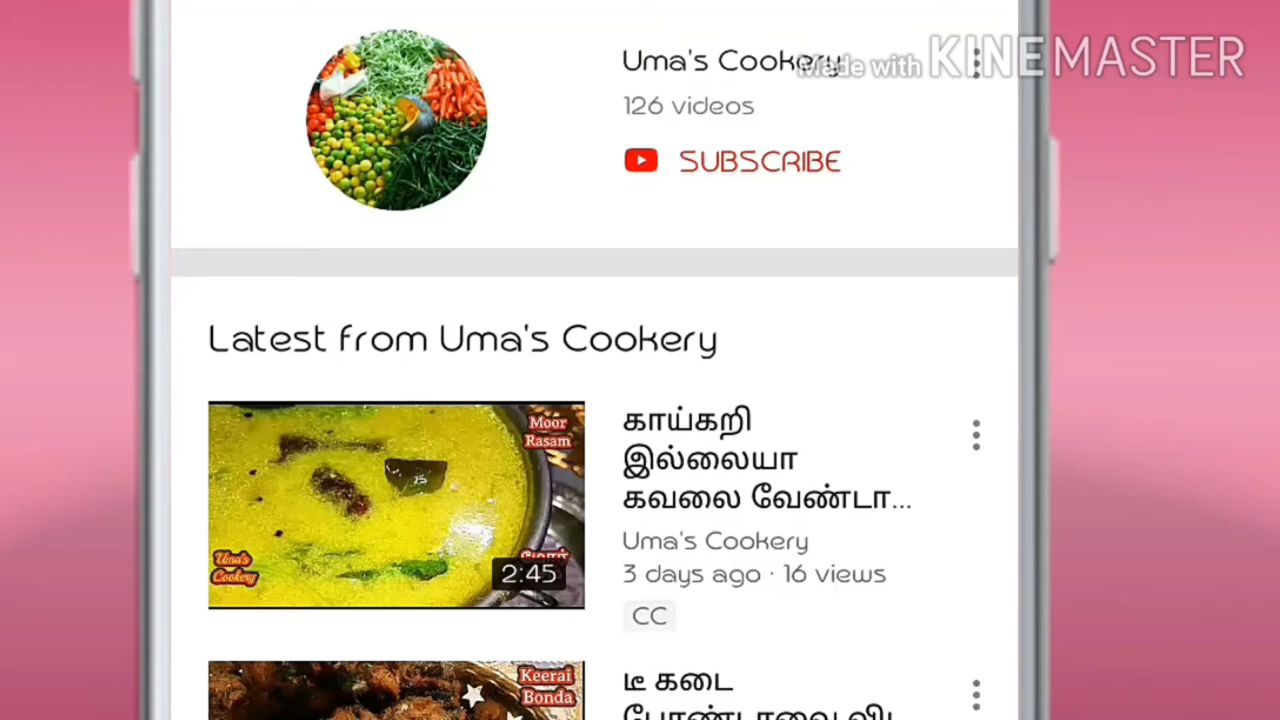 Uma's Cookery
Made with KINEMASTER
126 videos
SUBSCRIBE
Latest from Uma's Cookery
Moor
Rasam
Uma's
Cookery
மோர்
2:45
காய்கறி
இல்லையா
கவலை வேண்டா...
Uma's Cookery
3 days ago · 16 views
CC
Keerai
Bonda
டீ கடை